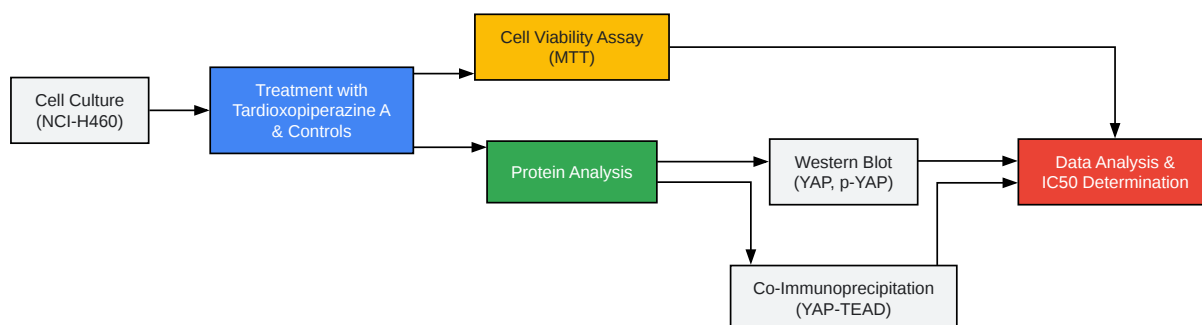 Cell Culture
(NCI-H460)
Treatment with
Tardioxopiperazine A
& Controls
Cell Viability Assay
(MTT)
Protein Analysis
Western Blot
(YAP, p-YAP)
Co-Immunoprecipitation
(YAP-TEAD)
Data Analysis &
IC50 Determination